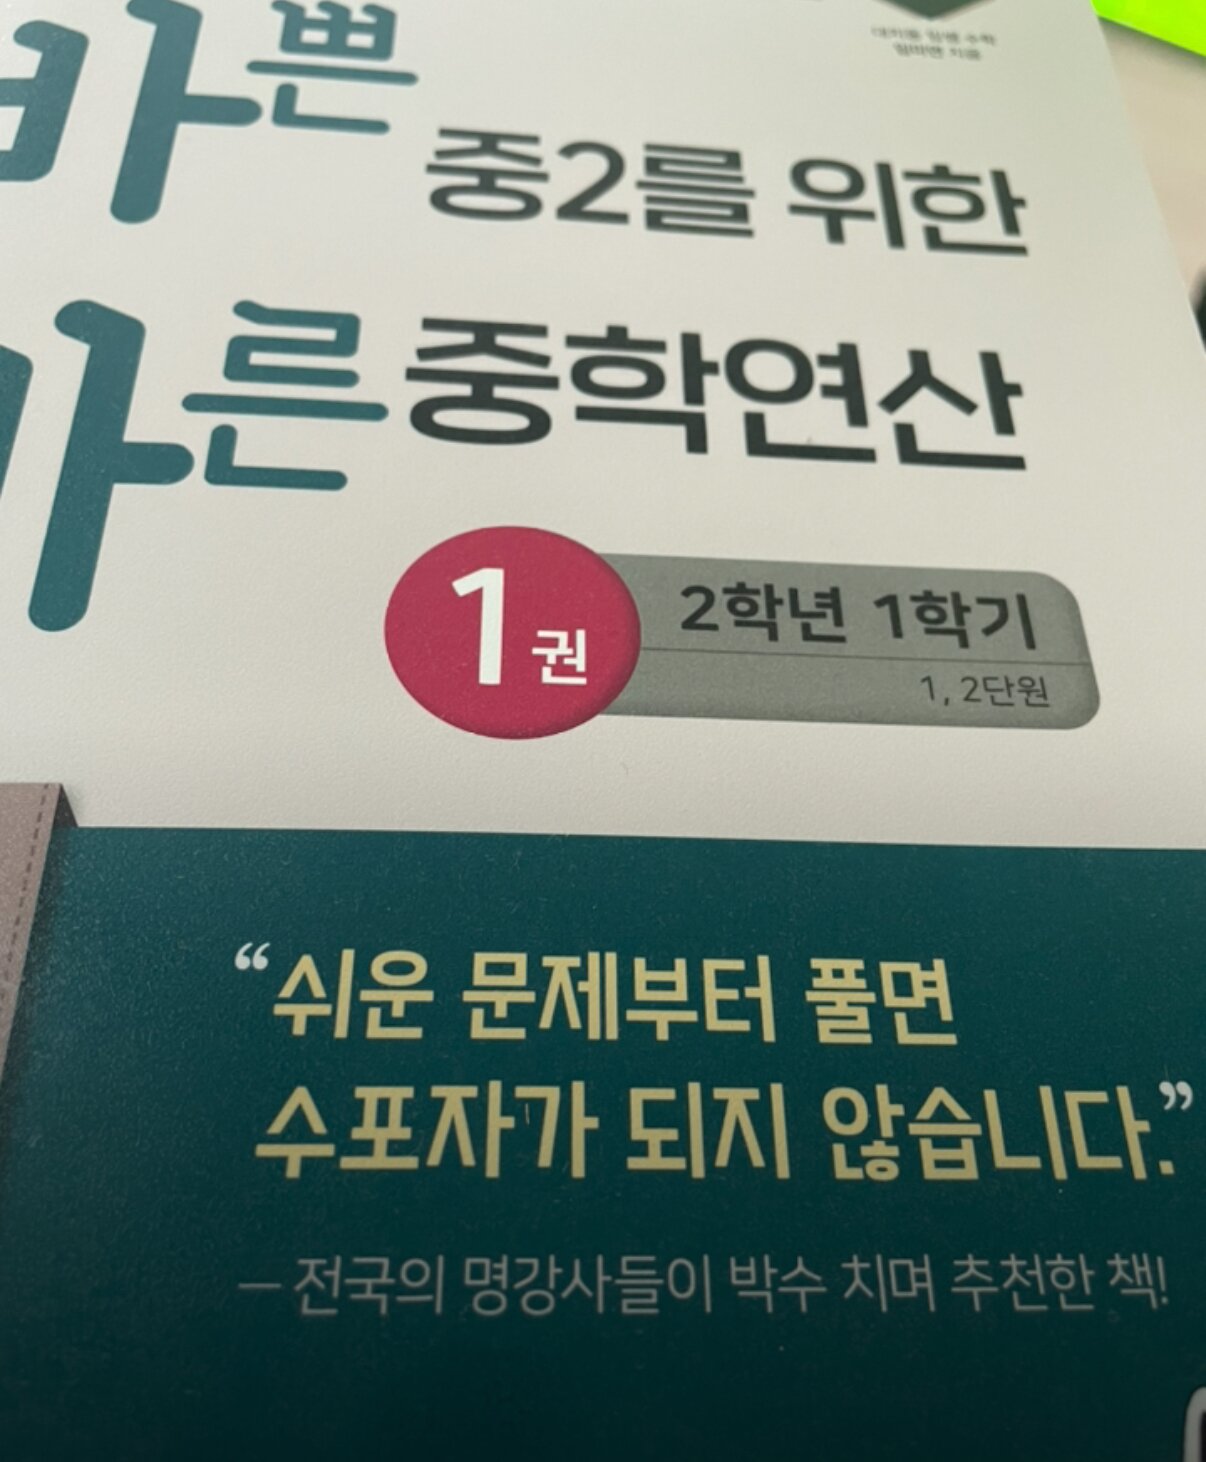 바쁜 중2를 위한
빠른 중학연산
1권
2학년 1학기
1, 2단원
“쉬운 문제부터 풀면
수포자가 되지 않습니다.”
– 전국의 명강사들이 박수 치며 추천한 책!